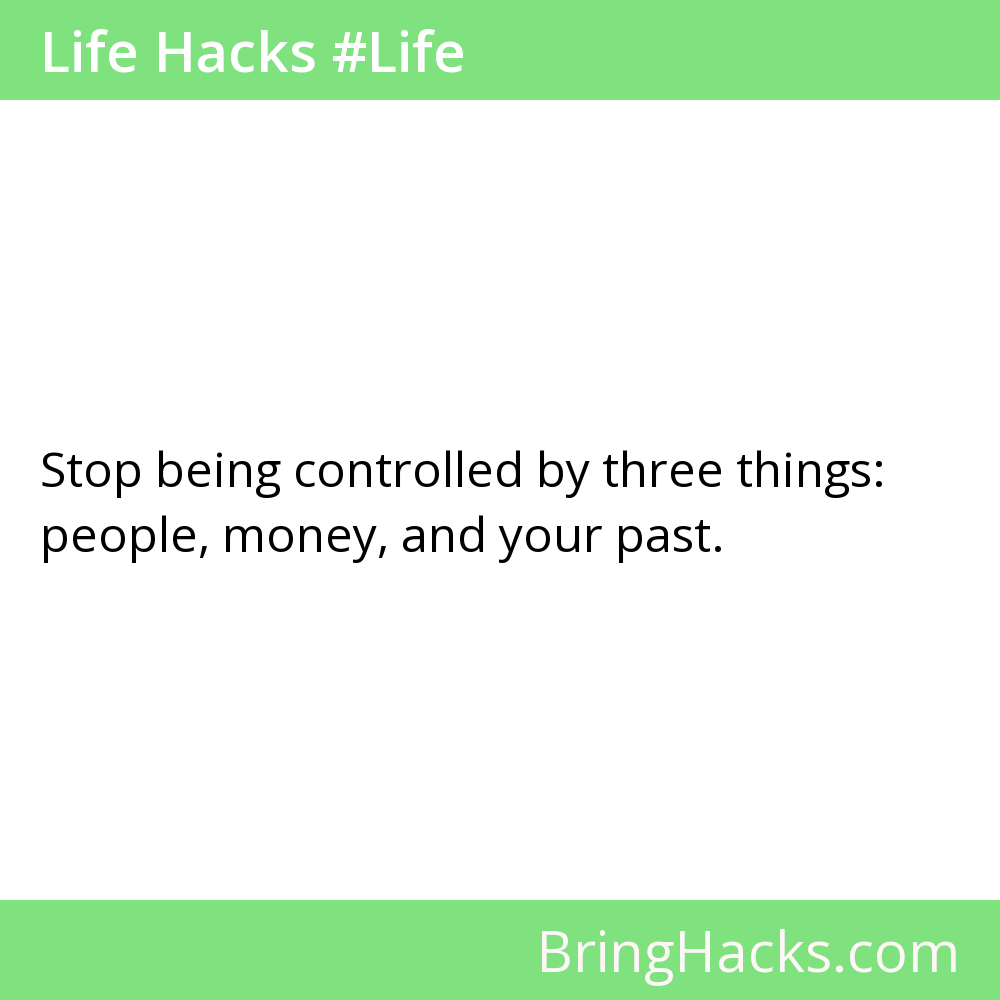 Life Hacks #Life
Stop being controlled by three things:
people, money, and your past.
BringHacks.com